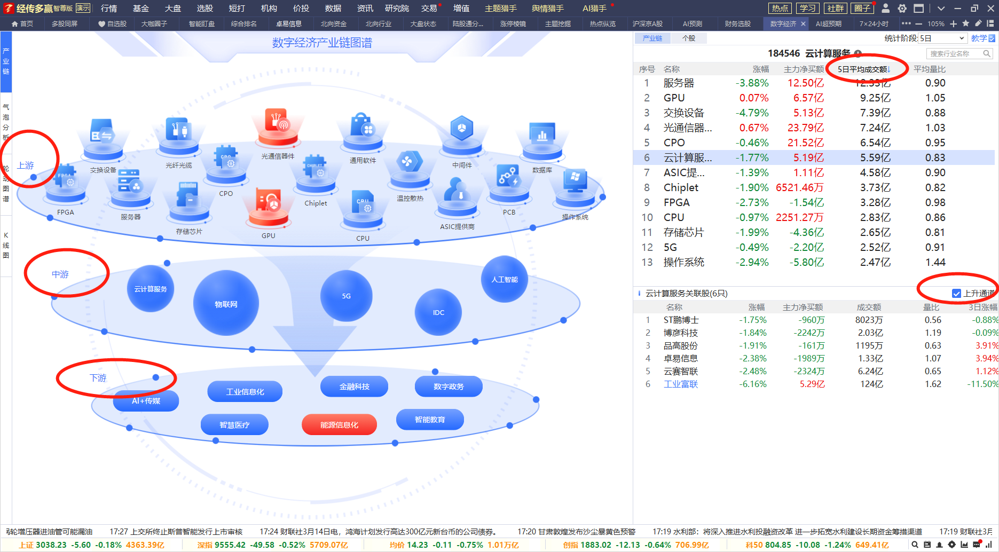 经传多赢 智尊版 演示 行情 基金 大盘 选股 短打 机构 价投 数据 资讯 研究院 交易 增值 主题猎手 舆情猎手 AI猎手 热点 学习 社群 圈子
首页 多股同屏 自选股 大咖圈子 智能盯盘 综合排名 卓易信息 北向资金 北向行业 大盘状态 陆股通分... 涨停棱镜 主题挖掘 热点纵览 沪深京A股 AI预测 财务选股 数字经济 × AI超预期 7×24小时 ••• 105%
产业链
气泡分析
轮动图谱
K线图
数字经济产业链图谱
上游
交换设备
光纤光缆
光通信器件
通用软件
中间件
数据库
FPGA
服务器
存储芯片
CPO
GPU
Chiplet
CPU
温控散热
ASIC提供商
PCB
操作系统
中游
云计算服务
物联网
5G
IDC
人工智能
下游
AI+传媒
工业信息化
金融科技
数字政务
智慧医疗
能源信息化
智能教育
产业链 个股 统计阶段: 5日 教学
184546 云计算服务 搜索行业名称
序号 名称 涨幅 主力净买额 5日平均成交额↓ 平均量比
1 服务器 -3.88% 12.50亿 12.33亿 0.90
2 GPU 0.07% 6.57亿 9.25亿 1.05
3 交换设备 -4.79% 5.13亿 7.39亿 0.88
4 光通信器... 0.67% 23.79亿 7.24亿 1.03
5 CPO -0.46% 21.52亿 6.54亿 0.95
6 云计算服... -1.77% 5.19亿 5.59亿 0.83
7 ASIC提... -1.39% 1.11亿 4.58亿 0.90
8 Chiplet -1.90% 6521.46万 3.73亿 0.82
9 FPGA -2.73% -1.54亿 3.28亿 0.98
10 CPU -0.97% 2251.27万 2.83亿 0.86
11 存储芯片 -1.99% -4.36亿 2.65亿 0.81
12 5G -0.49% -2.20亿 2.52亿 0.91
13 操作系统 -2.94% -5.80亿 2.47亿 1.44
云计算服务关联股(6只) 上升通道
名称 涨幅 主力净买额 成交额 量比 3日涨幅
1 ST鹏博士 -1.75% -960万 8023万 0.56 -0.88%
2 博彦科技 -1.84% -2242万 2.03亿 1.19 -0.09%
3 品高股份 -1.91% -161万 1195万 0.63 3.91%
4 卓易信息 -2.38% -1989万 1.33亿 1.07 3.94%
5 云赛智联 -2.48% -2324万 6.24亿 0.65 1.12%
6 工业富联 -6.16% 5.29亿 124亿 1.62 -11.50%
轮增压器进油管可能漏油 17:27 上交所终止斯普智能发行上市审核 17:24 财联社3月14日电，鸿海计划发行高达300亿元新台币的公司债券。 17:20 甘肃敦煌发布沙尘暴黄色预警 17:19 水利部：将深入推进水利投融资改革 进一步拓宽水利建设长期资金筹措渠道 17:19 财联社3月
上证 3038.23 -5.60 -0.18% 4363.39亿 深指 9555.42 -49.58 -0.52% 5709.07亿 均价 14.23 -0.11 -0.75% 1.01万亿 创指 1883.02 -12.13 -0.64% 706.99亿 科50 804.85 -10.08 -1.24% 649.41亿